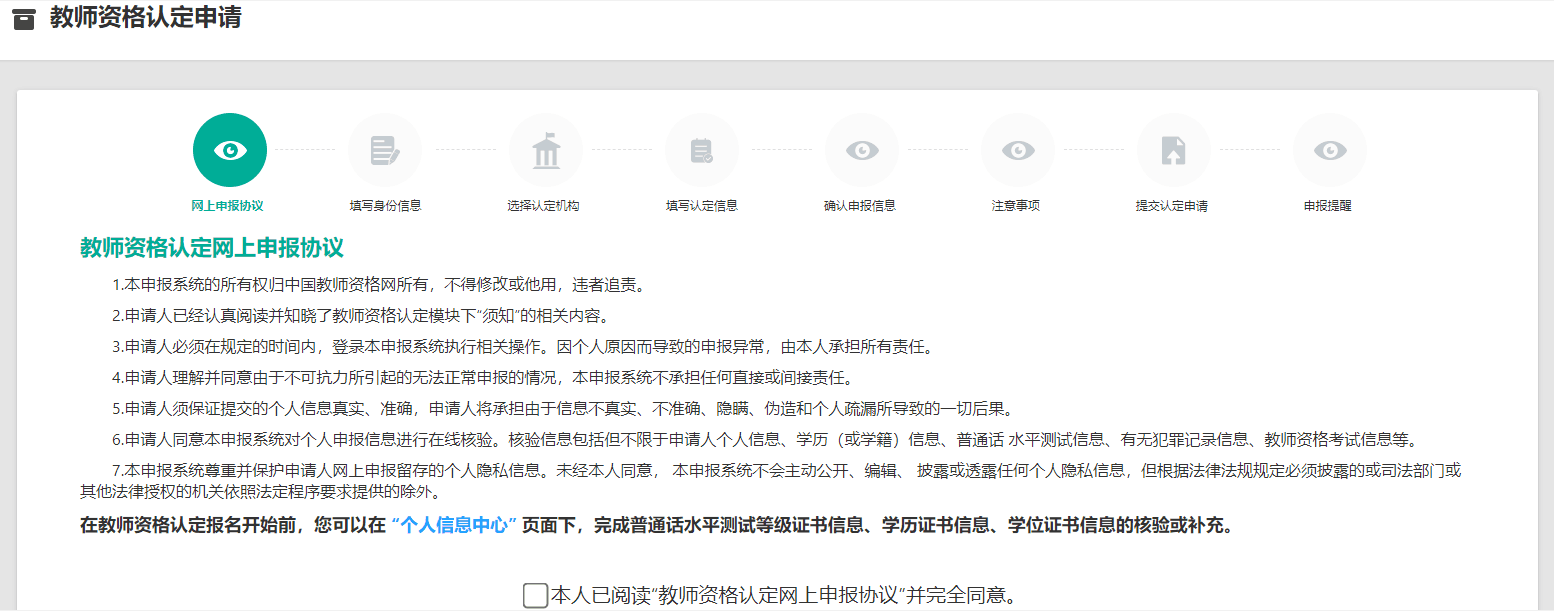 教师资格认定申请
网上申报协议
填写身份信息
选择认定机构
填写认定信息
确认申报信息
注意事项
提交认定申请
申报提醒
教师资格认定网上申报协议
1.本申报系统的所有权归中国教师资格网所有，不得修改或他用，违者追责。
2.申请人已经认真阅读并知晓了教师资格认定模块下“须知”的相关内容。
3.申请人必须在规定的时间内，登录本申报系统执行相关操作。因个人原因而导致的申报异常，由本人承担所有责任。
4.申请人理解并同意由于不可抗力所引起的无法正常申报的情况，本申报系统不承担任何直接或间接责任。
5.申请人须保证提交的个人信息真实、准确，申请人将承担由于信息不真实、不准确、隐瞒、伪造和个人疏漏所导致的一切后果。
6.申请人同意本申报系统对个人申报信息进行在线核验。核验信息包括但不限于申请人个人信息、学历（或学籍）信息、普通话 水平测试信息、有无犯罪记录信息、教师资格考试信息等。
7.本申报系统尊重并保护申请人网上申报留存的个人隐私信息。未经本人同意， 本申报系统不会主动公开、编辑、 披露或透露任何个人隐私信息，但根据法律法规规定必须披露的或司法部门或
其他法律授权的机关依照法定程序要求提供的除外。
在教师资格认定报名开始前，您可以在 “个人信息中心” 页面下，完成普通话水平测试等级证书信息、学历证书信息、学位证书信息的核验或补充。
本人已阅读“教师资格认定网上申报协议”并完全同意。